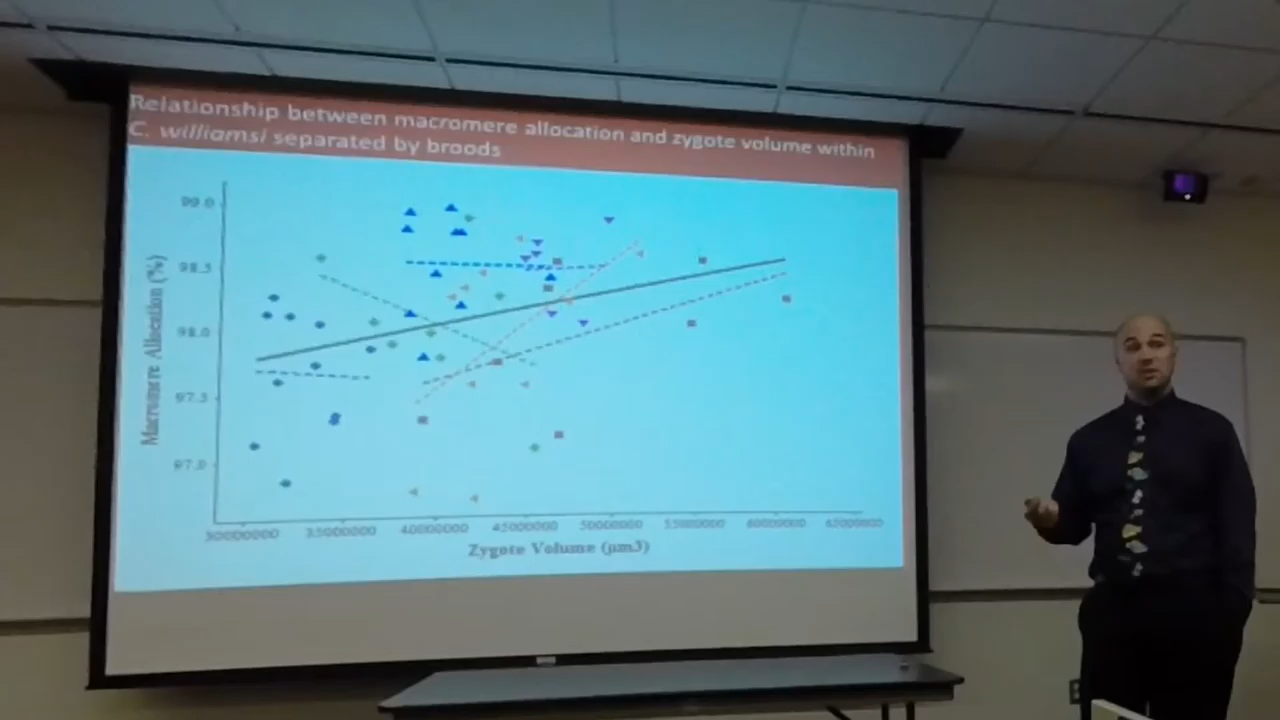 Relationship between macromere allocation and zygote volume within
C. williamsi separated by broods
99.0
98.5
98.0
97.5
97.0
Macromere Allocation (%)
30000000 35000000 40000000 45000000 50000000 55000000 60000000 65000000
Zygote Volume (µm3)